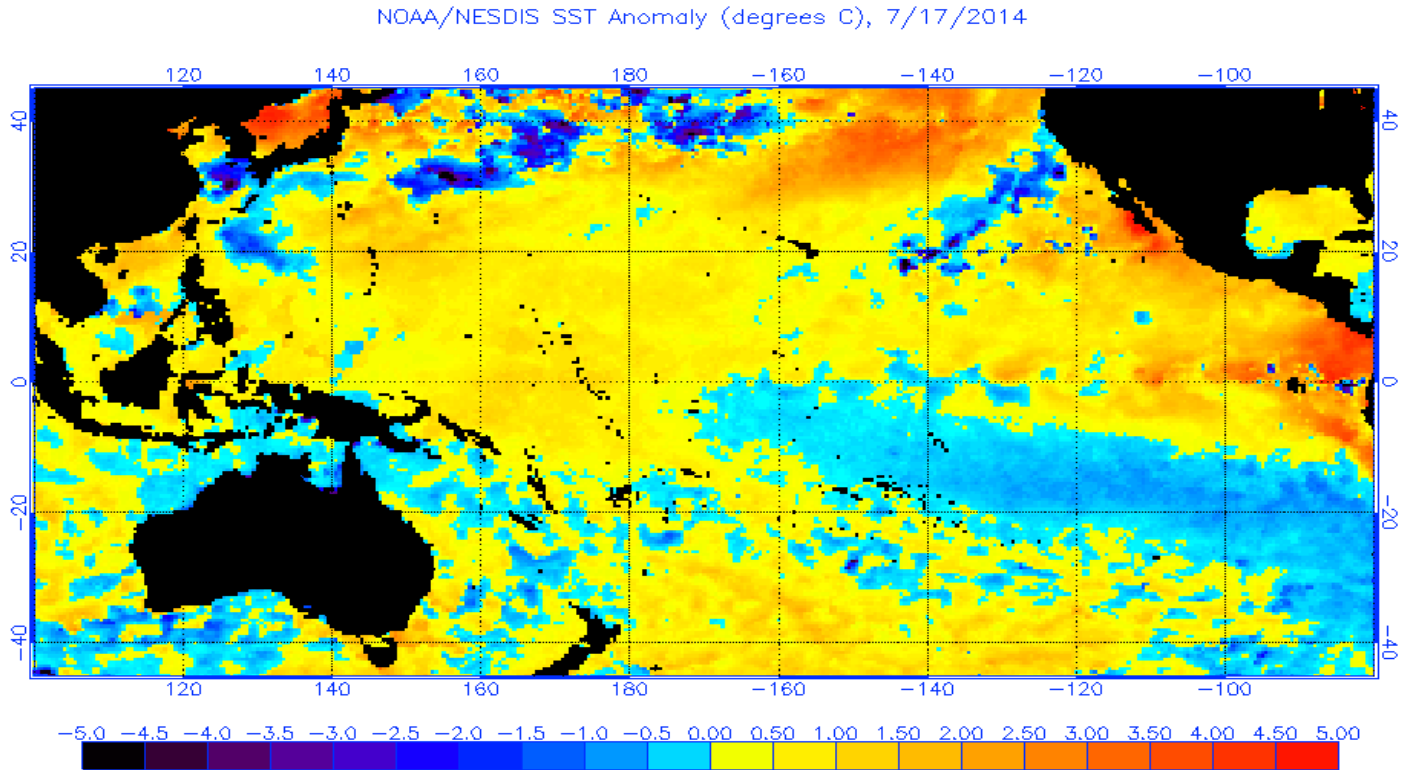 NOAA/NESDIS SST Anomaly (degrees C), 7/17/2014
120 140 160 180 −160 −140 −120 −100
40 40
20 20
0 0
−20 −20
−40 −40
120 140 160 180 −160 −140 −120 −100
−5.0 −4.5 −4.0 −3.5 −3.0 −2.5 −2.0 −1.5 −1.0 −0.5 0.00 0.50 1.00 1.50 2.00 2.50 3.00 3.50 4.00 4.50 5.00